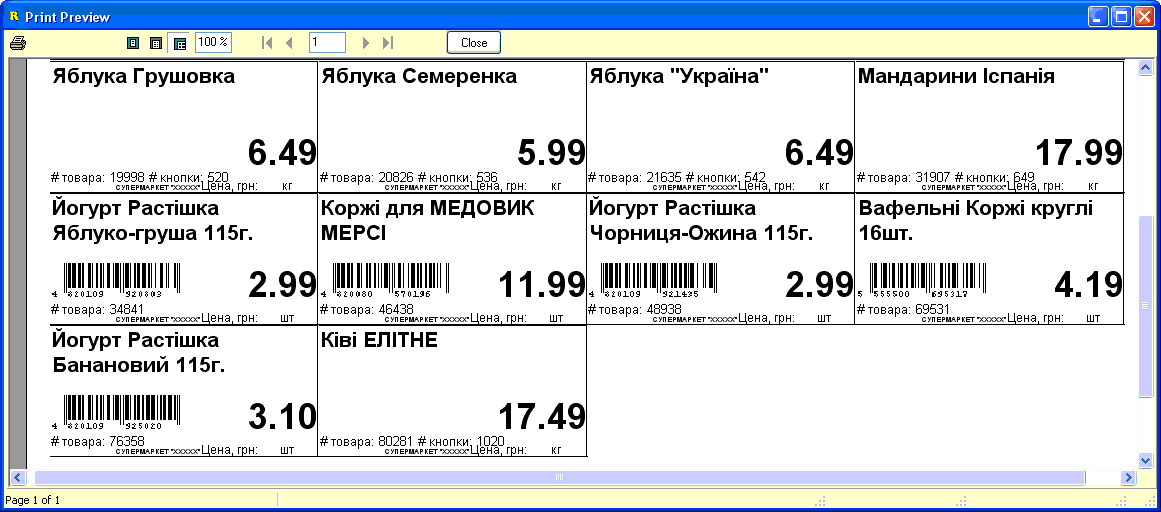 Print Preview
100 %
1
Close
Яблука Грушовка
6.49
# товара: 19998 # кнопки: 520
СУПЕРМАРКЕТ "XXXXX" Цена, грн: кг
Яблука Семеренка
5.99
# товара: 20826 # кнопки: 536
СУПЕРМАРКЕТ "XXXXX" Цена, грн: кг
Яблука "Україна"
6.49
# товара: 21635 # кнопки: 542
СУПЕРМАРКЕТ "XXXXX" Цена, грн: кг
Мандарини Іспанія
17.99
# товара: 31907 # кнопки: 649
СУПЕРМАРКЕТ "XXXXX" Цена, грн: кг
Йогурт Растішка
Яблуко-груша 115г.
2.99
4 820109 920803
# товара: 34841
СУПЕРМАРКЕТ "XXXXX" Цена, грн: шт
Коржі для МЕДОВИК
МЕРСІ
11.99
4 820080 570196
# товара: 46438
СУПЕРМАРКЕТ "XXXXX" Цена, грн: шт
Йогурт Растішка
Чорниця-Ожина 115г.
2.99
4 820109 921435
# товара: 48938
СУПЕРМАРКЕТ "XXXXX" Цена, грн: шт
Вафельні Коржі круглі
16шт.
4.19
5 555500 695317
# товара: 69531
СУПЕРМАРКЕТ "XXXXX" Цена, грн: шт
Йогурт Растішка
Банановий 115г.
3.10
4 820109 925020
# товара: 76358
СУПЕРМАРКЕТ "XXXXX" Цена, грн: шт
Ківі ЕЛІТНЕ
17.49
# товара: 80281 # кнопки: 1020
СУПЕРМАРКЕТ "XXXXX" Цена, грн: кг
Page 1 of 1